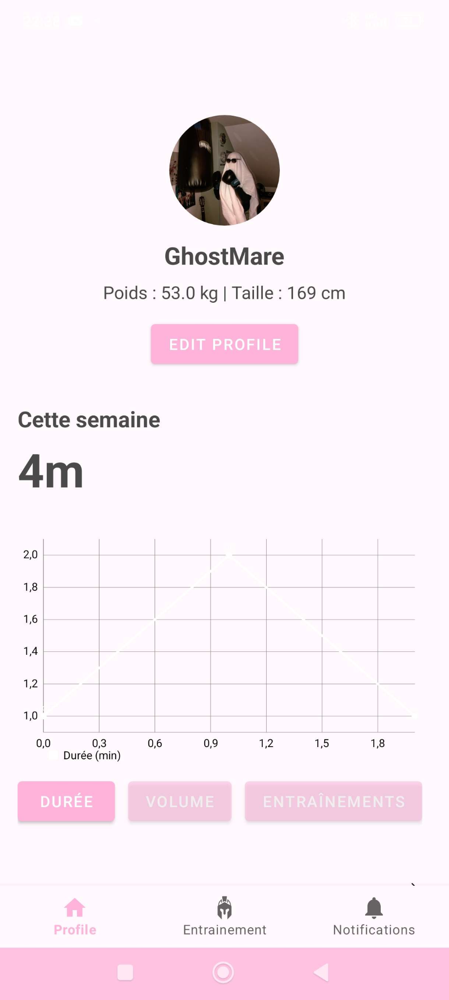 GhostMare
Poids : 53.0 kg | Taille : 169 cm
EDIT PROFILE
Cette semaine
4m
2,0
1,8
1,6
1,4
1,2
1,0
0,0 0,3 0,6 0,9 1,2 1,5 1,8
Durée (min)
DURÉE VOLUME ENTRAÎNEMENTS
Profile Entrainement Notifications